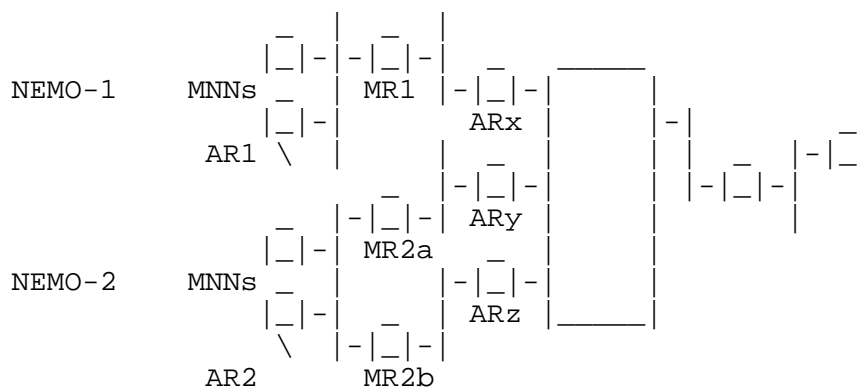 NEMO-1 MNNs MR1
ARx
AR1
ARy
MR2a
NEMO-2 MNNs
ARz
AR2 MR2b